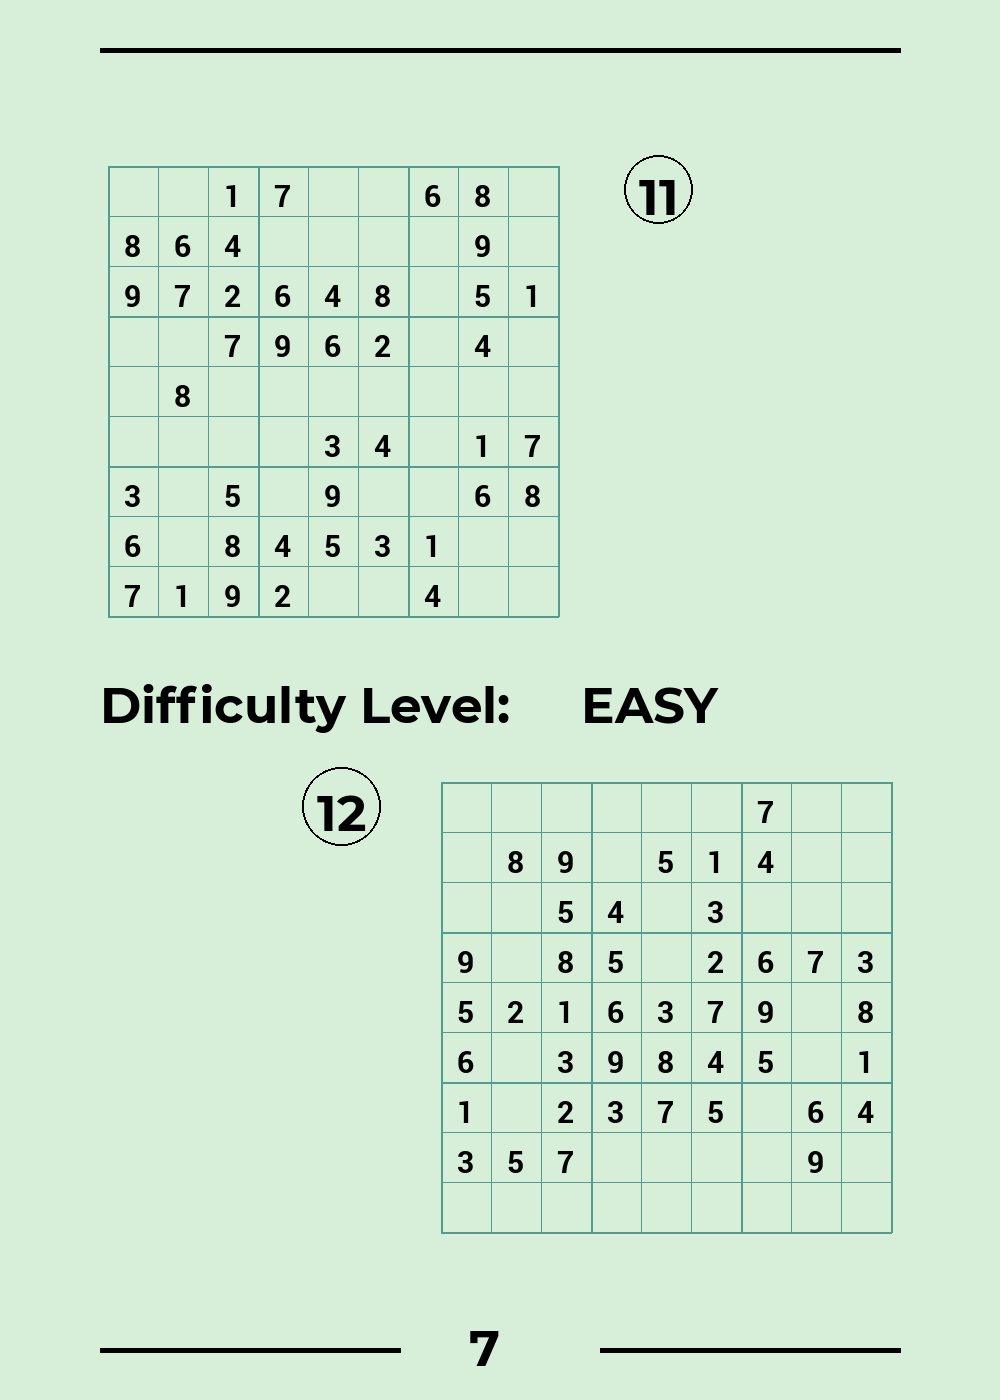 11
1 7 6 8
8 6 4 9
9 7 2 6 4 8 5 1
7 9 6 2 4
8
3 4 1 7
3 5 9 6 8
6 8 4 5 3 1
7 1 9 2 4
Difficulty Level: EASY
12
7
8 9 5 1 4
5 4 3
9 8 5 2 6 7 3
5 2 1 6 3 7 9 8
6 3 9 8 4 5 1
1 2 3 7 5 6 4
3 5 7 9
7